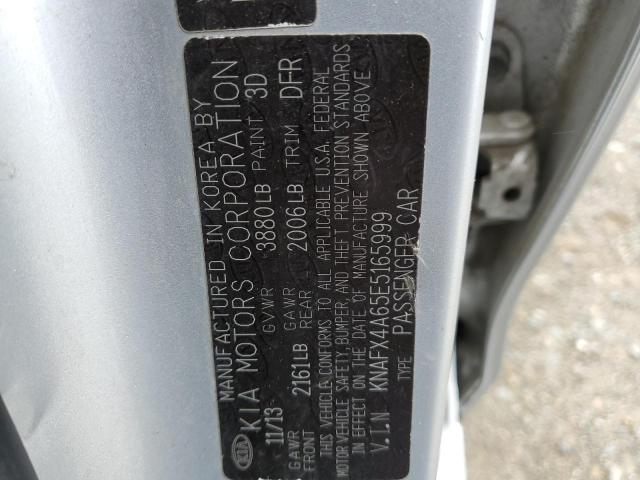 MANUFACTURED IN KOREA BY
KIA KIA MOTORS CORPORATION
11/13 GVWR 3880LB PAINT 3D
GAWR FRONT 2161LB GAWR REAR 2006LB TRIM DFR
THIS VEHICLE CONFORMS TO ALL APPLICABLE U.S.A. FEDERAL
MOTOR VEHICLE SAFETY, BUMPER, AND THEFT PREVENTION STANDARDS
IN EFFECT ON THE DATE OF MANUFACTURE SHOWN ABOVE.
V.I.N KNAFX4A65E5165999
TYPE PASSENGER CAR